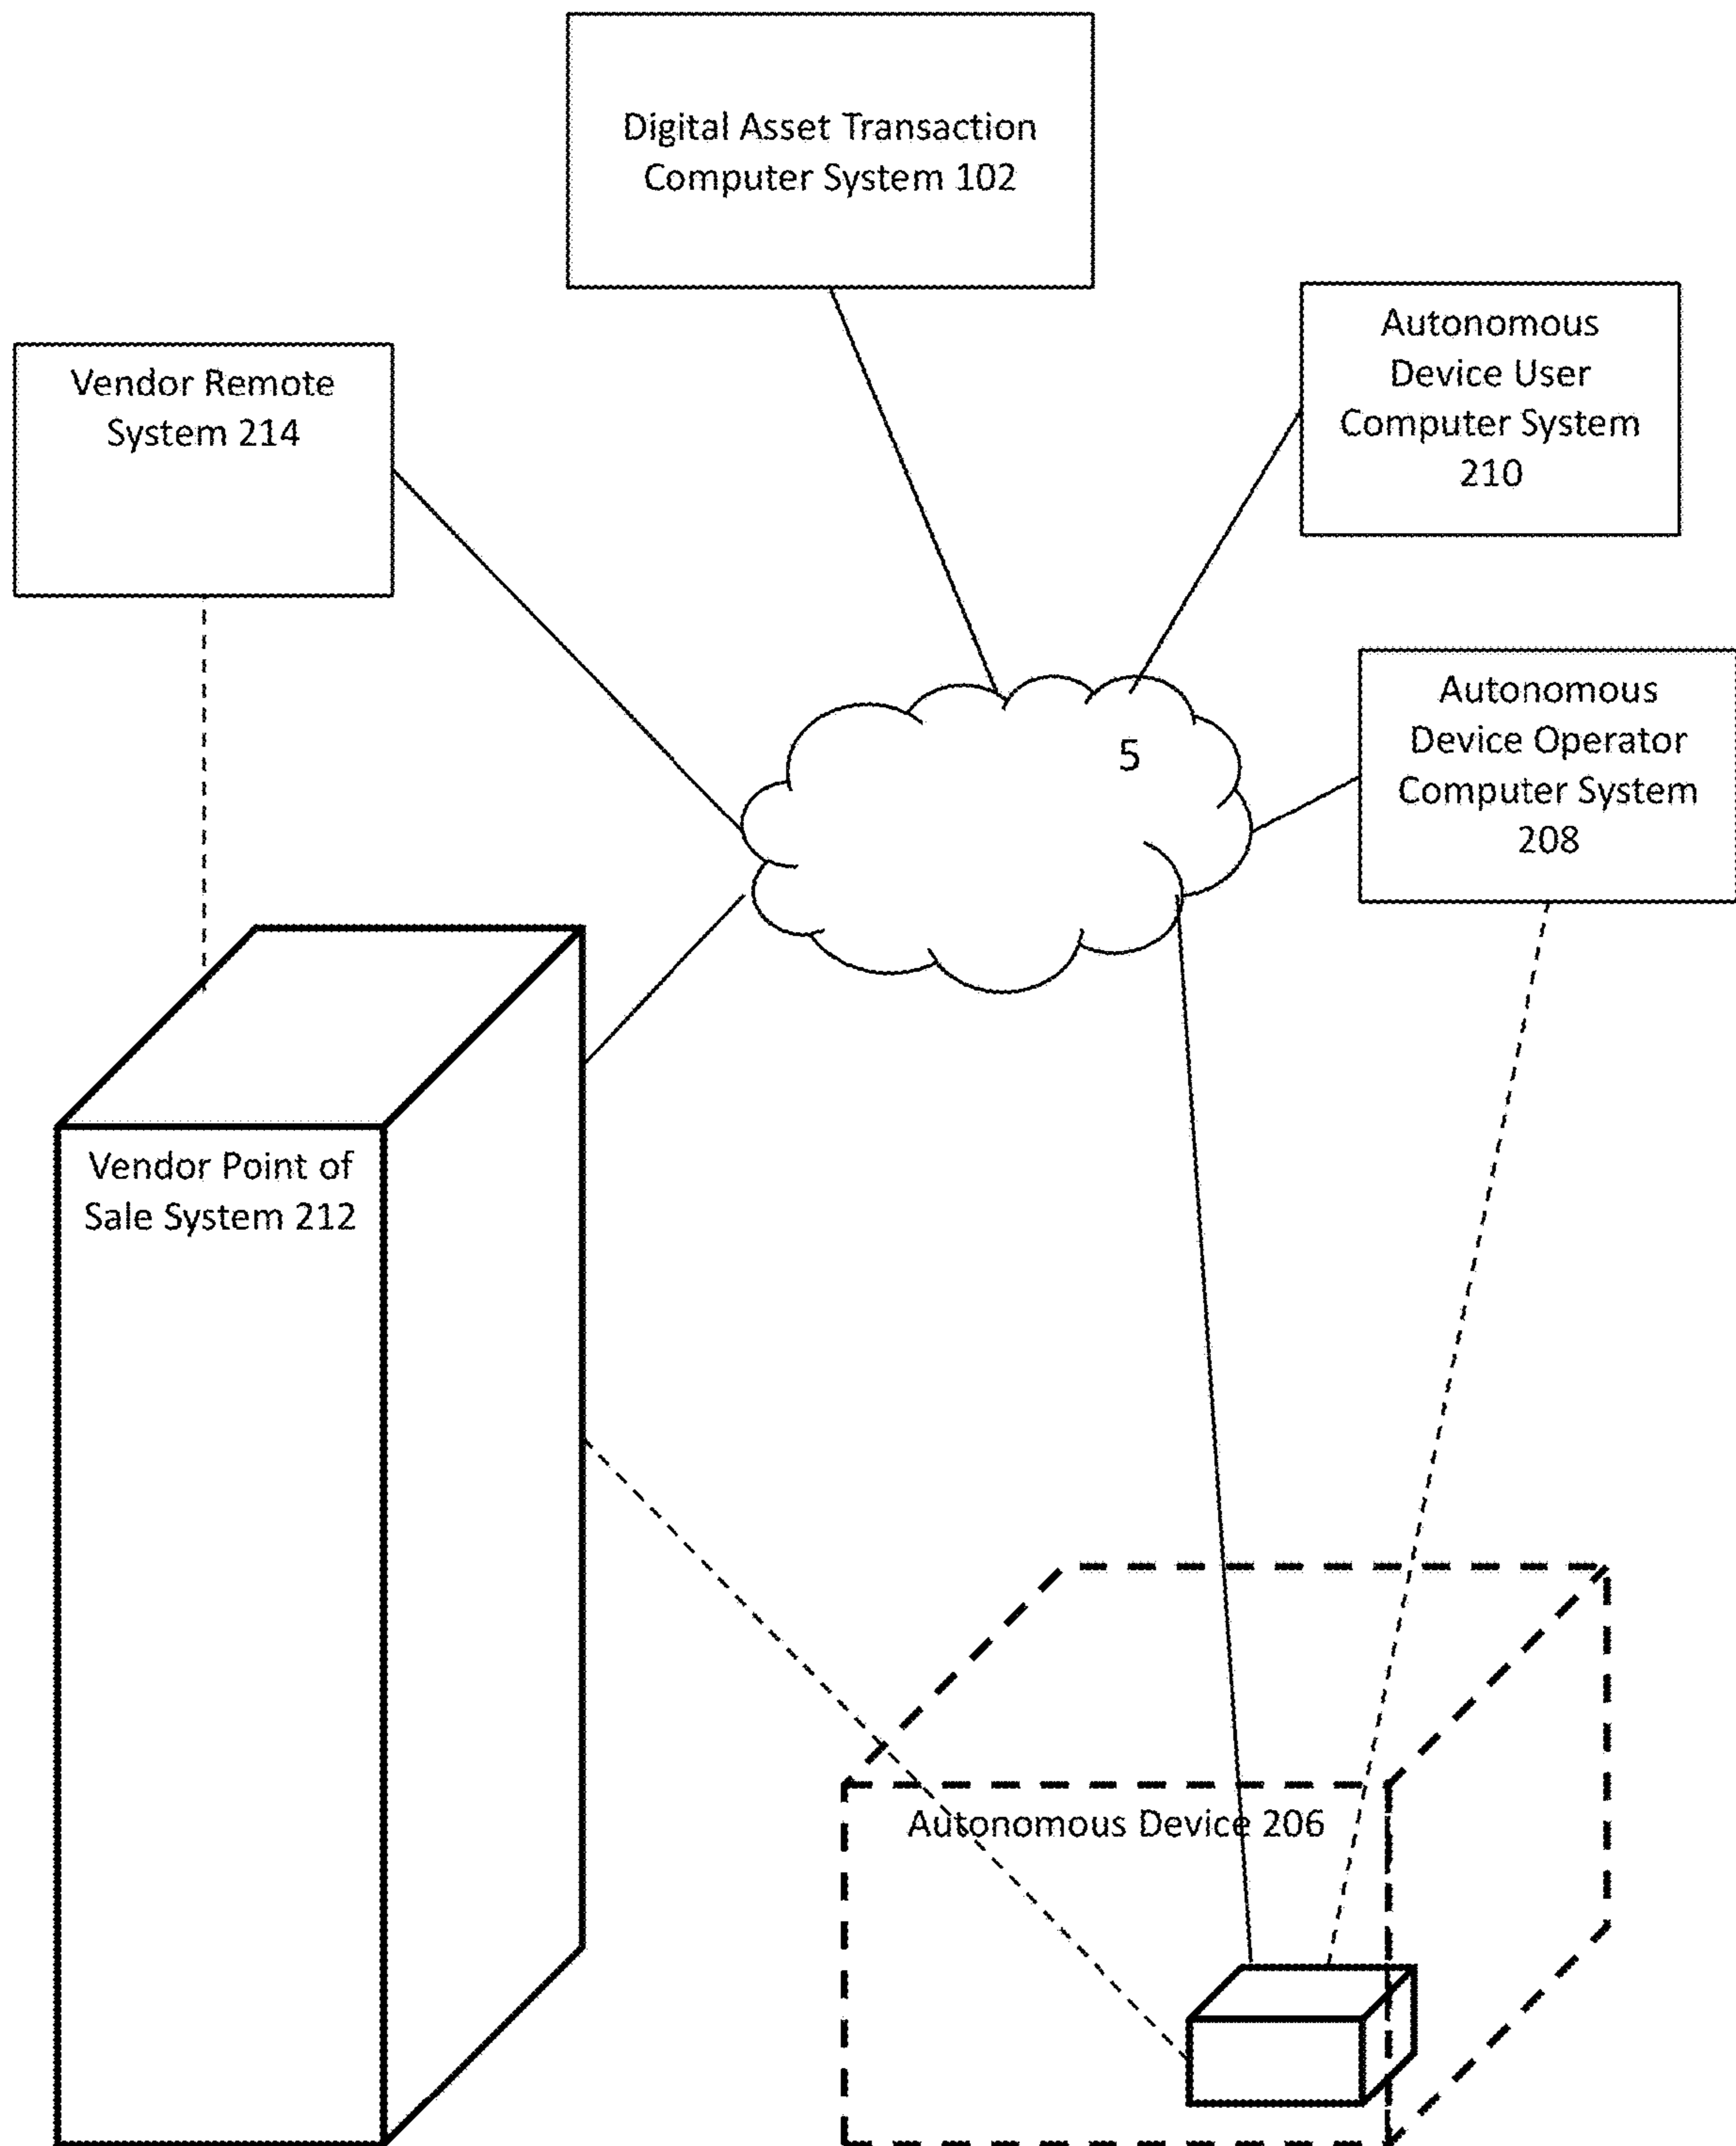 Digital Asset Transaction
Computer System 102
Autonomous
Device User
Computer System
210
Vendor Remote
System 214
Autonomous
Device Operator
Computer System
208
5
Vendor Point of
Sale System 212
Autonomous Device 206